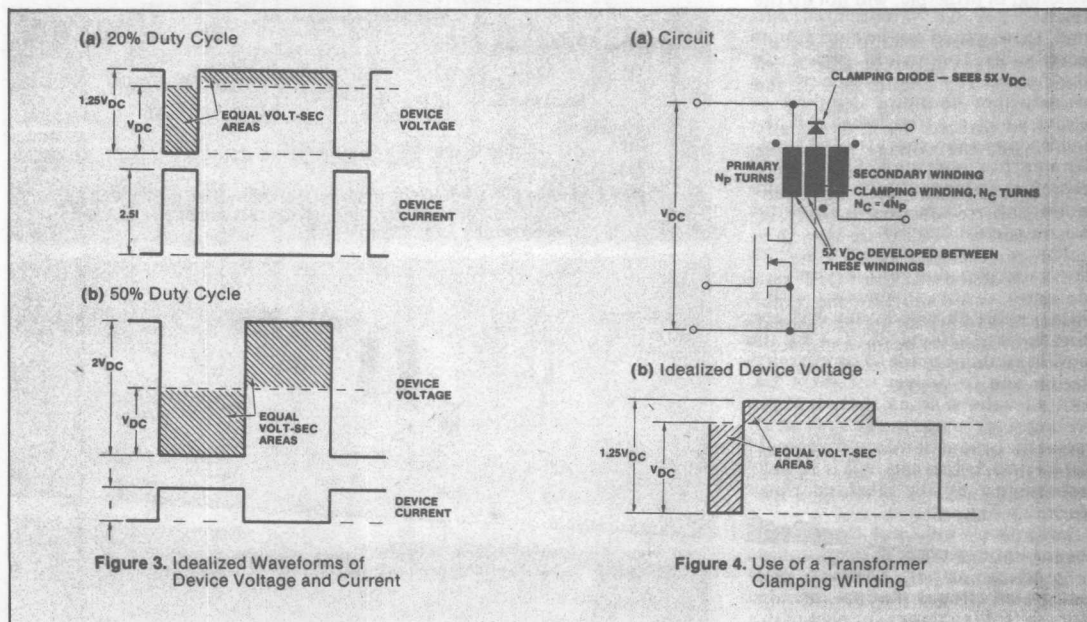 (a) 20% Duty Cycle
1.25VDC
VDC
EQUAL VOLT-SEC
AREAS
DEVICE
VOLTAGE
2.5I
DEVICE
CURRENT
(b) 50% Duty Cycle
2VDC
VDC
EQUAL
VOLT-SEC
AREAS
DEVICE
VOLTAGE
I
DEVICE
CURRENT
Figure 3. Idealized Waveforms of
Device Voltage and Current
(a) Circuit
CLAMPING DIODE — SEES 5X VDC
PRIMARY
NP TURNS
SECONDARY WINDING
CLAMPING WINDING, NC TURNS
NC = 4NP
VDC
5X VDC DEVELOPED BETWEEN
THESE WINDINGS
(b) Idealized Device Voltage
1.25VDC
VDC
EQUAL VOLT-SEC
AREAS
Figure 4. Use of a Transformer
Clamping Winding